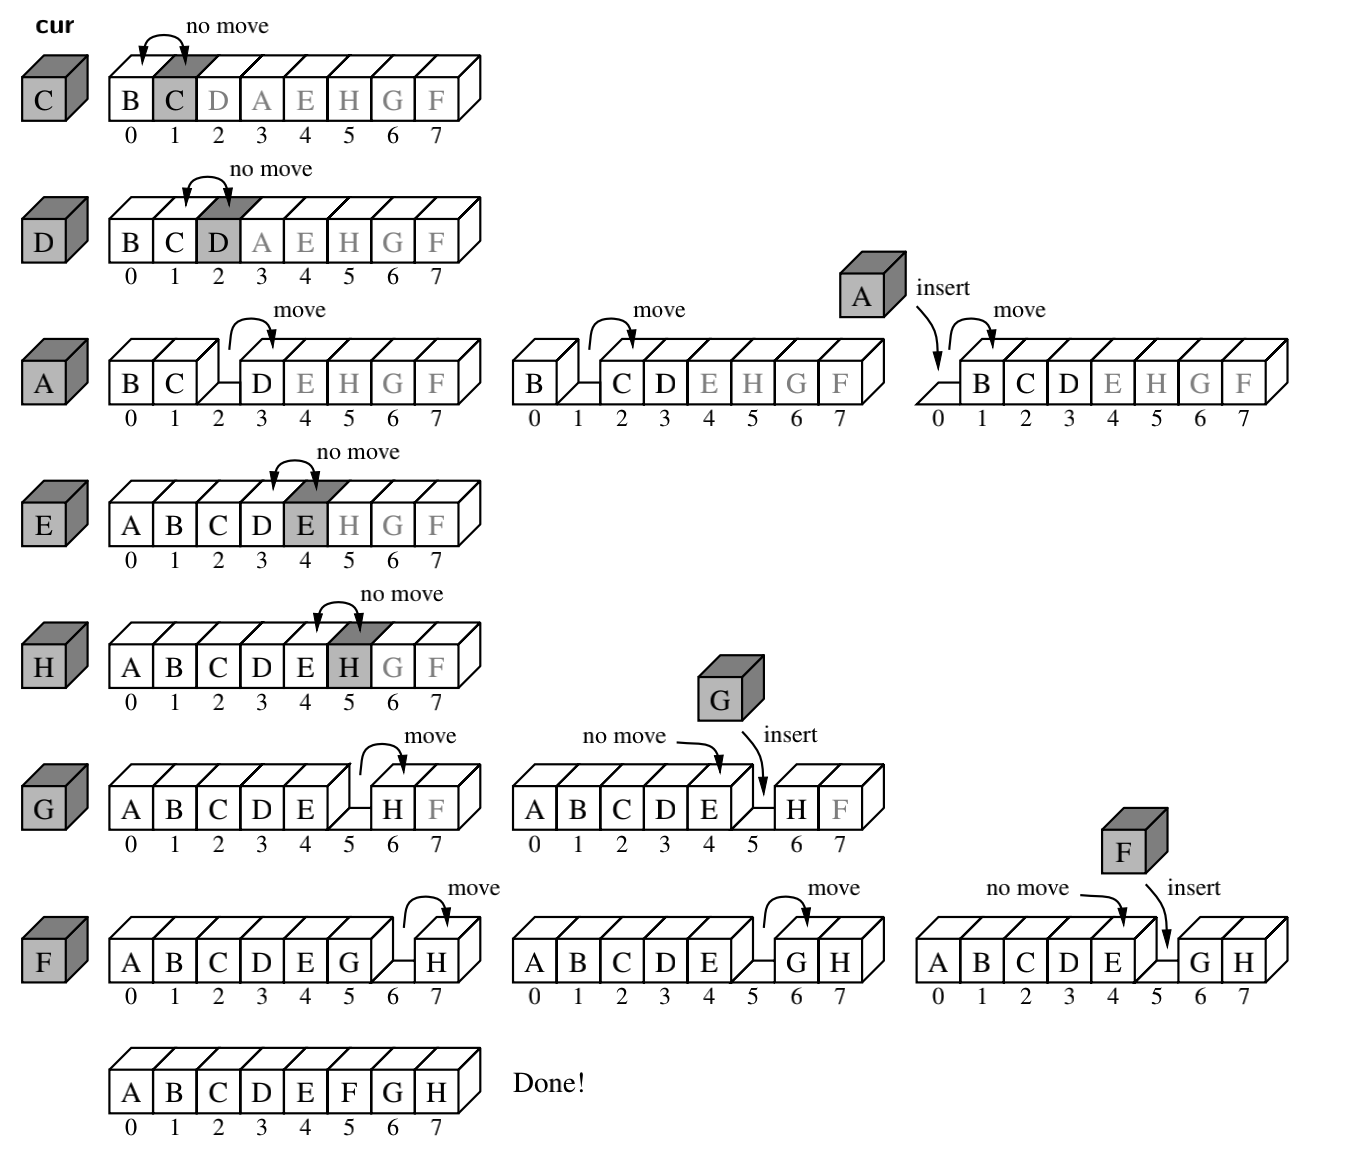 cur
no move
C B C D A E H G F
0 1 2 3 4 5 6 7
no move
D B C D A E H G F
0 1 2 3 4 5 6 7
A insert
move move move
A B C D E H G F B C D E H G F B C D E H G F
0 1 2 3 4 5 6 7 0 1 2 3 4 5 6 7 0 1 2 3 4 5 6 7
no move
E A B C D E H G F
0 1 2 3 4 5 6 7
no move
H A B C D E H G F
0 1 2 3 4 5 6 7
G
move no move insert
G A B C D E H F A B C D E H F
0 1 2 3 4 5 6 7 0 1 2 3 4 5 6 7
F
move move no move insert
F A B C D E G H A B C D E G H A B C D E G H
0 1 2 3 4 5 6 7 0 1 2 3 4 5 6 7 0 1 2 3 4 5 6 7
A B C D E F G H Done!
0 1 2 3 4 5 6 7